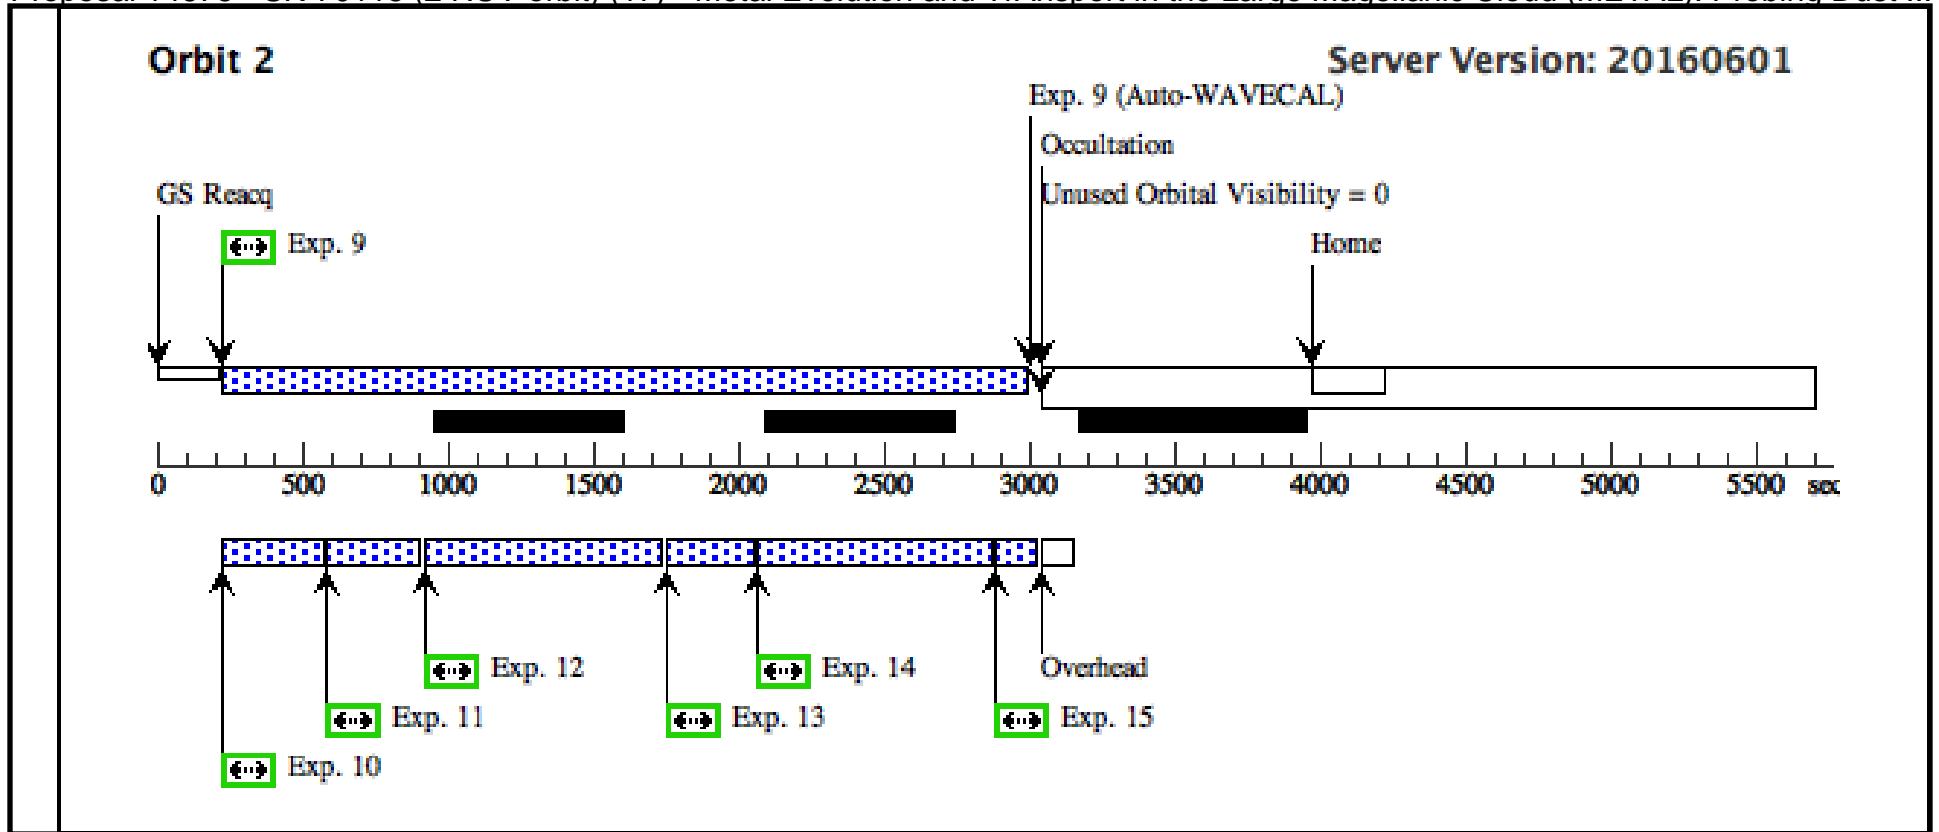 Orbit 2
Server Version: 20160601
Exp. 9 (Auto-WAVECAL)
Occultation
GS Reacq
Unused Orbital Visibility = 0
Exp. 9
Home
0 500 1000 1500 2000 2500 3000 3500 4000 4500 5000 5500 sec
Exp. 12
Exp. 14
Overhead
Exp. 11
Exp. 13
Exp. 15
Exp. 10